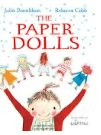 Julia Donaldson Rebecca Cobb
THE
PAPER DOLLS